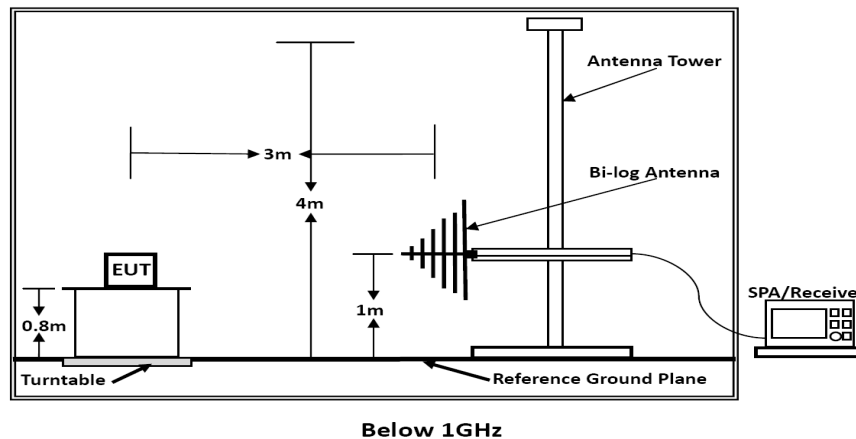 Antenna Tower
3m
Bi-log Antenna
4m
EUT
SPA/Receive
1m
0.8m
Turntable
Reference Ground Plane
Below 1GHz